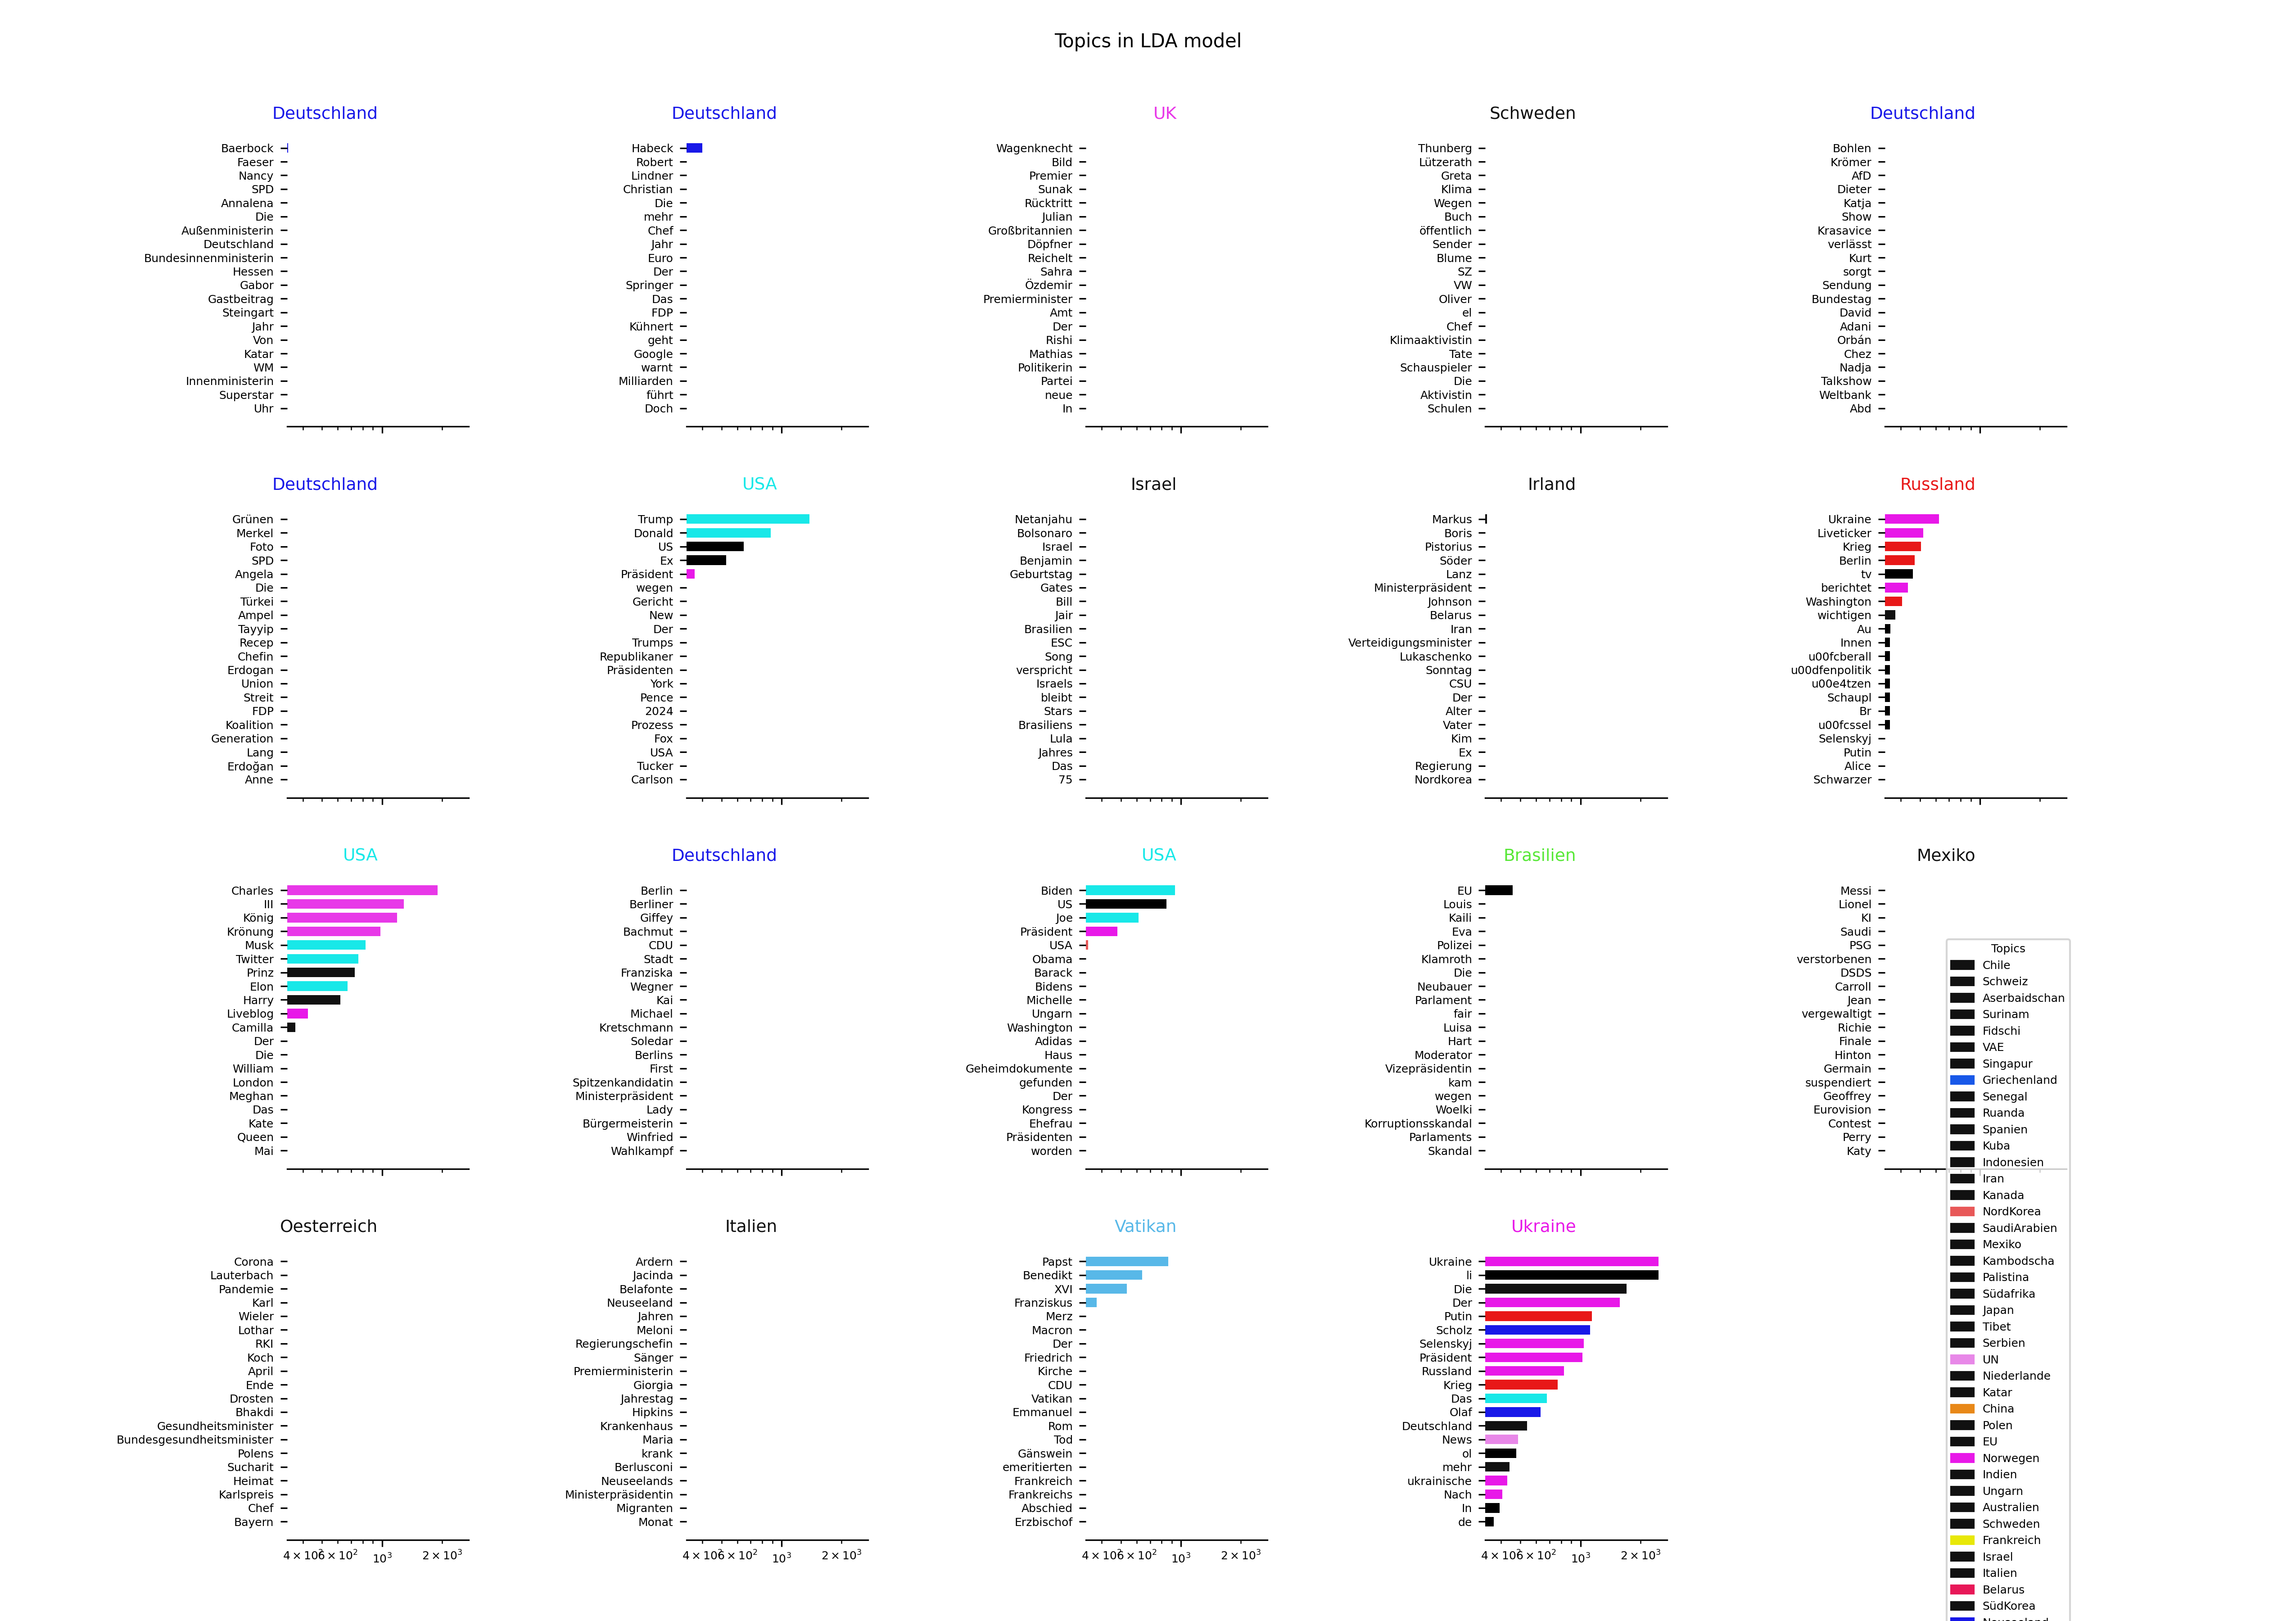 Topics in LDA model
Deutschland
Baerbock
Faeser
Nancy
SPD
Annalena
Die
Außenministerin
Deutschland
Bundesinnenministerin
Hessen
Gabor
Gastbeitrag
Steingart
Jahr
Von
Katar
WM
Innenministerin
Superstar
Uhr
Deutschland
Habeck
Robert
Lindner
Christian
Die
mehr
Chef
Jahr
Euro
Der
Springer
Das
FDP
Kühnert
geht
Google
warnt
Milliarden
führt
Doch
UK
Wagenknecht
Bild
Premier
Sunak
Rücktritt
Julian
Großbritannien
Döpfner
Reichelt
Sahra
Özdemir
Premierminister
Amt
Der
Rishi
Mathias
Politikerin
Partei
neue
In
Schweden
Thunberg
Lützerath
Greta
Klima
Wegen
Buch
öffentlich
Sender
Blume
SZ
VW
Oliver
el
Chef
Klimaaktivistin
Tate
Schauspieler
Die
Aktivistin
Schulen
Deutschland
Bohlen
Krömer
AfD
Dieter
Katja
Show
Krasavice
verlässt
Kurt
sorgt
Sendung
Bundestag
David
Adani
Orbán
Chez
Nadja
Talkshow
Weltbank
Abd
Deutschland
Grünen
Merkel
Foto
SPD
Angela
Die
Türkei
Ampel
Tayyip
Recep
Chefin
Erdogan
Union
Streit
FDP
Koalition
Generation
Lang
Erdoğan
Anne
USA
Trump
Donald
US
Ex
Präsident
wegen
Gericht
New
Der
Trumps
Republikaner
Präsidenten
York
Pence
2024
Prozess
Fox
USA
Tucker
Carlson
Israel
Netanjahu
Bolsonaro
Israel
Benjamin
Geburtstag
Gates
Bill
Jair
Brasilien
ESC
Song
verspricht
Israels
bleibt
Stars
Brasiliens
Lula
Jahres
Das
75
Irland
Markus
Boris
Pistorius
Söder
Lanz
Ministerpräsident
Johnson
Belarus
Iran
Verteidigungsminister
Lukaschenko
Sonntag
CSU
Der
Alter
Vater
Kim
Ex
Regierung
Nordkorea
Russland
Ukraine
Liveticker
Krieg
Berlin
tv
berichtet
Washington
wichtigen
Au
Innen
u00fcberall
u00dfenpolitik
u00e4tzen
Schaupl
Br
u00fcssel
Selenskyj
Putin
Alice
Schwarzer
USA
Charles
III
König
Krönung
Musk
Twitter
Prinz
Elon
Harry
Liveblog
Camilla
Der
Die
William
London
Meghan
Das
Kate
Queen
Mai
Deutschland
Berlin
Berliner
Giffey
Bachmut
CDU
Stadt
Franziska
Wegner
Kai
Michael
Kretschmann
Soledar
Berlins
First
Spitzenkandidatin
Ministerpräsident
Lady
Bürgermeisterin
Winfried
Wahlkampf
USA
Biden
US
Joe
Präsident
USA
Obama
Barack
Bidens
Michelle
Ungarn
Washington
Adidas
Haus
Geheimdokumente
gefunden
Der
Kongress
Ehefrau
Präsidenten
worden
Brasilien
EU
Louis
Kaili
Eva
Polizei
Klamroth
Die
Neubauer
Parlament
fair
Luisa
Hart
Moderator
Vizepräsidentin
kam
wegen
Woelki
Korruptionsskandal
Parlaments
Skandal
Mexiko
Messi
Lionel
KI
Saudi
PSG
verstorbenen
DSDS
Carroll
Jean
vergewaltigt
Richie
Finale
Hinton
Germain
suspendiert
Geoffrey
Eurovision
Contest
Perry
Katy
Oesterreich
Corona
Lauterbach
Pandemie
Karl
Wieler
Lothar
RKI
Koch
April
Ende
Drosten
Bhakdi
Gesundheitsminister
Bundesgesundheitsminister
Polens
Sucharit
Heimat
Karlspreis
Chef
Bayern
10³
2 × 10³
Italien
Ardern
Jacinda
Belafonte
Neuseeland
Jahren
Meloni
Regierungschefin
Sänger
Premierministerin
Giorgia
Jahrestag
Hipkins
Krankenhaus
Maria
krank
Berlusconi
Neuseelands
Ministerpräsidentin
Migranten
Monat
10³
2 × 10³
Vatikan
Papst
Benedikt
XVI
Franziskus
Merz
Macron
Der
Friedrich
Kirche
CDU
Vatikan
Emmanuel
Rom
Tod
Gänswein
emeritierten
Frankreich
Frankreichs
Abschied
Erzbischof
10³
2 × 10³
Ukraine
Ukraine
li
Die
Der
Putin
Scholz
Selenskyj
Präsident
Russland
Krieg
Das
Olaf
Deutschland
News
ol
mehr
ukrainische
Nach
In
de
10³
2 × 10³
Topics
Chile
Schweiz
Aserbaidschan
Surinam
Fidschi
VAE
Singapur
Griechenland
Senegal
Ruanda
Spanien
Kuba
Indonesien
Iran
Kanada
NordKorea
SaudiArabien
Mexiko
Kambodscha
Palistina
Südafrika
Japan
Tibet
Serbien
UN
Niederlande
Katar
China
Polen
EU
Norwegen
Indien
Ungarn
Australien
Schweden
Frankreich
Israel
Italien
Belarus
SüdKorea